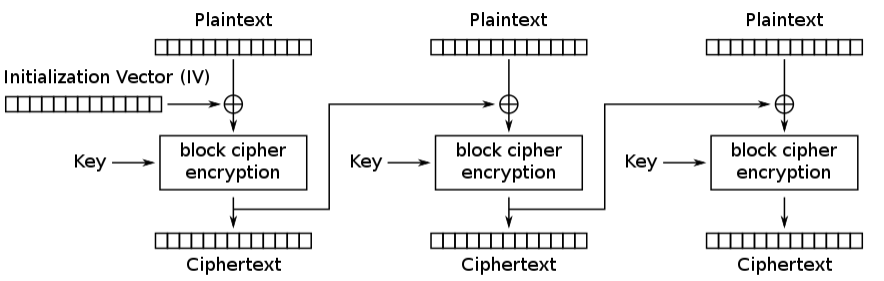 Plaintext
Plaintext
Plaintext
Initialization Vector (IV)
Key
block cipher
encryption
Key
block cipher
encryption
Key
block cipher
encryption
Ciphertext
Ciphertext
Ciphertext